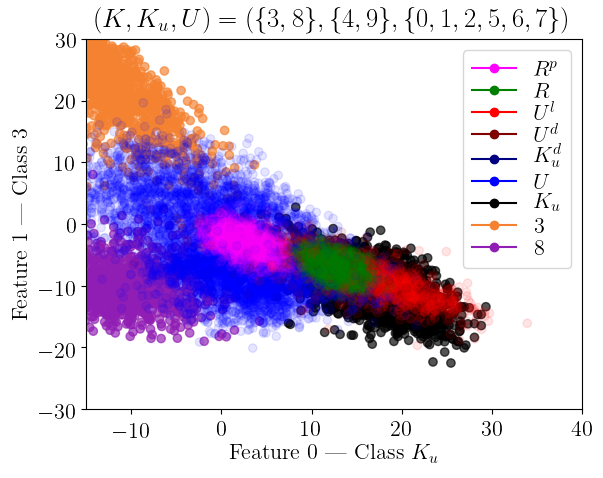 (K, K_u, U) = ({3, 8}, {4, 9}, {0, 1, 2, 5, 6, 7})
30
20
10
0
−10
−20
−30
Feature 1 — Class 3
R^p
R
U^l
U^d
K_u^d
U
K_u
3
8
−10
0
10
20
30
40
Feature 0 — Class K_u